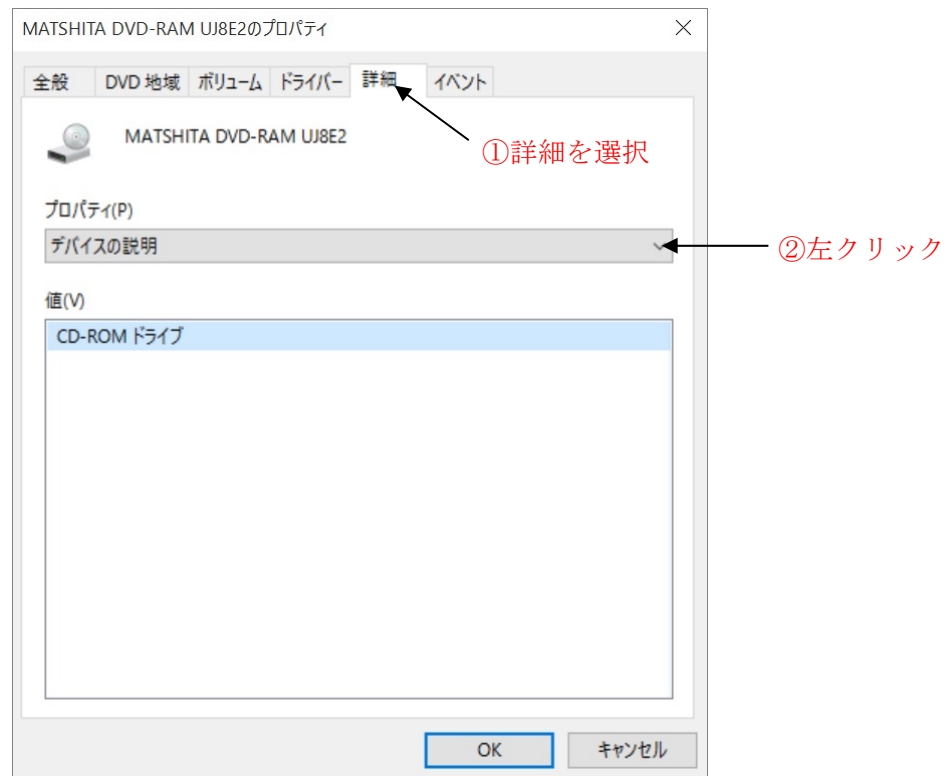 MATSHITA DVD-RAM UJ8E2のプロパティ
全般 DVD 地域 ボリューム ドライバー 詳細 イベント
MATSHITA DVD-RAM UJ8E2
①詳細を選択
プロパティ(P)
デバイスの説明
②左クリック
値(V)
CD-ROM ドライブ
OK キャンセル